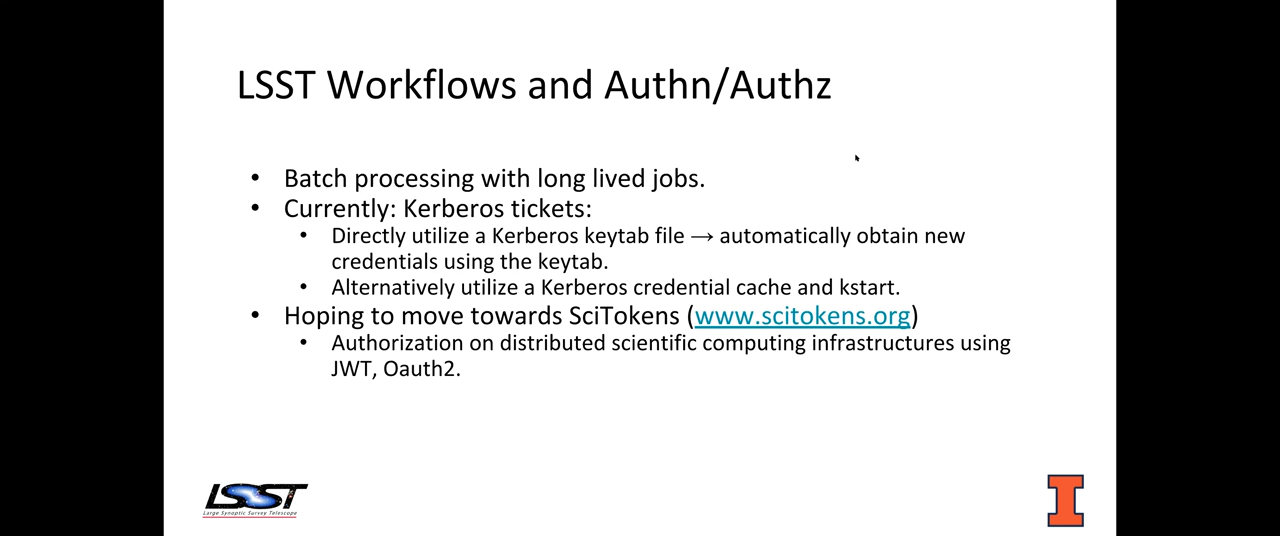 LSST Workflows and Authn/Authz
• Batch processing with long lived jobs.
• Currently: Kerberos tickets:
• Directly utilize a Kerberos keytab file → automatically obtain new
credentials using the keytab.
• Alternatively utilize a Kerberos credential cache and kstart.
• Hoping to move towards SciTokens (www.scitokens.org)
• Authorization on distributed scientific computing infrastructures using
JWT, Oauth2.
LSST
Large Synoptic Survey Telescope
I